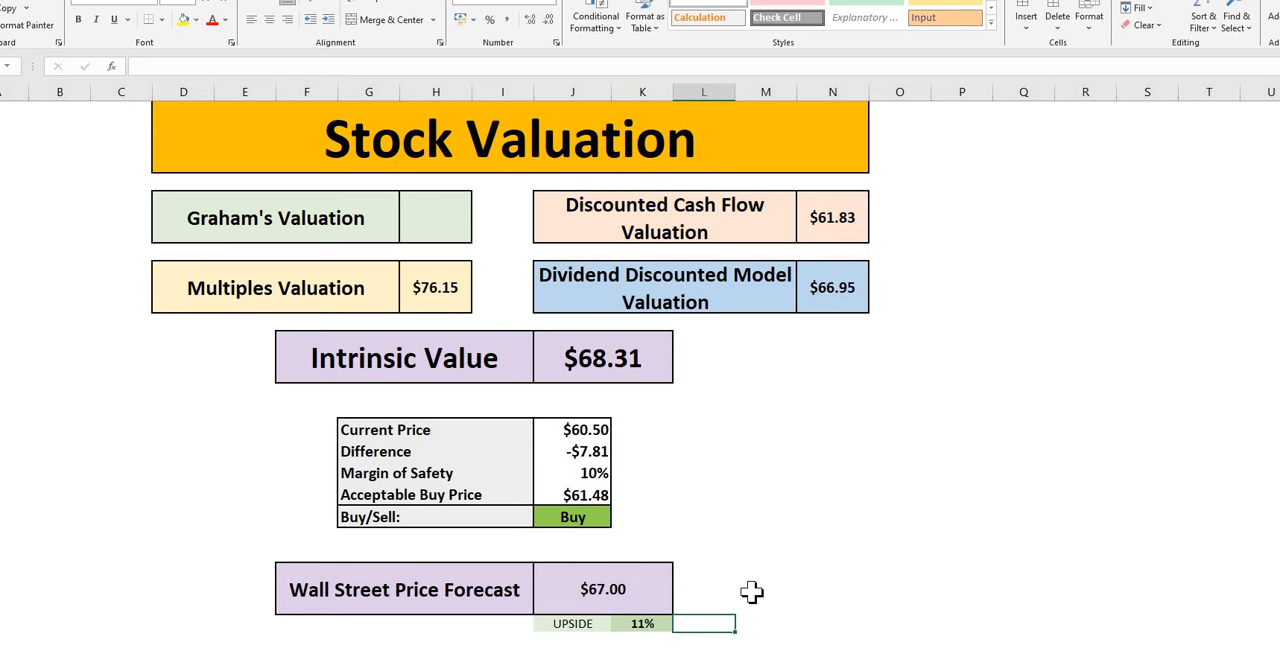 Copy
Format Painter
B I U
A
Merge & Center
% ,
Conditional Formatting
Format as Table
Calculation
Check Cell
Explanatory ...
Input
Insert
Delete
Format
Fill
Clear
Sort & Filter
Find & Select
Font
Alignment
Number
Styles
Cells
Editing
fx
B C D E F G H I J K L M N O P Q R S T U
Stock Valuation
Graham's Valuation
Discounted Cash Flow
Valuation
$61.83
Multiples Valuation
$76.15
Dividend Discounted Model
Valuation
$66.95
Intrinsic Value $68.31
Current Price $60.50
Difference -$7.81
Margin of Safety 10%
Acceptable Buy Price $61.48
Buy/Sell: Buy
Wall Street Price Forecast $67.00
UPSIDE 11%